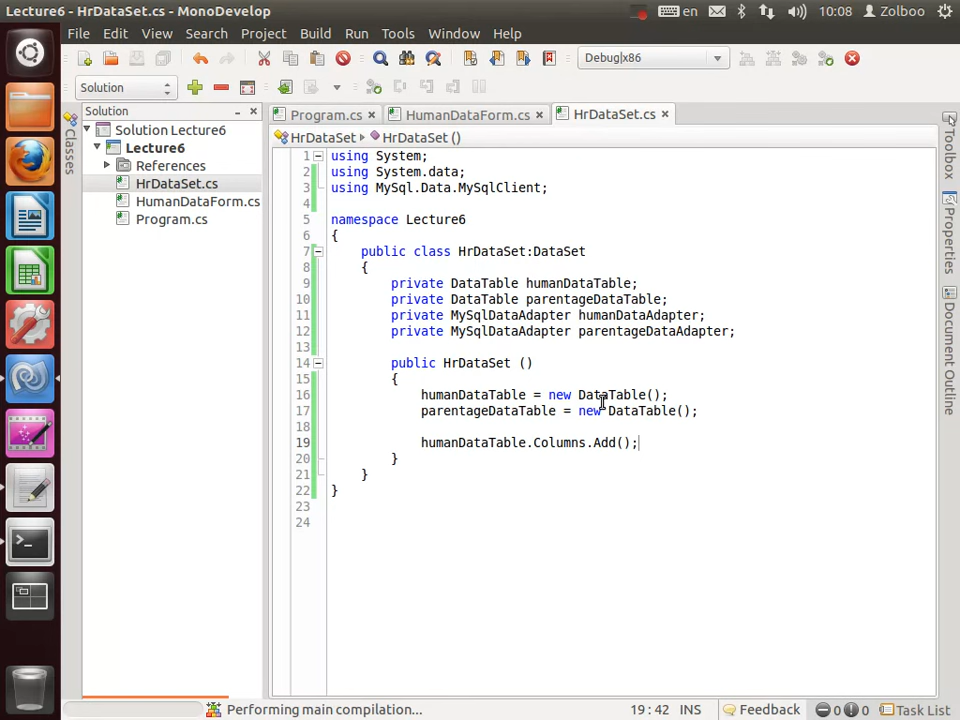 Lecture6 - HrDataSet.cs - MonoDevelop
en
10:08
Zolboo
File Edit View Search Project Build Run Tools Window Help
Debug|x86
Solution
Solution
Program.cs
HumanDataForm.cs
HrDataSet.cs
Classes
Solution Lecture6
Lecture6
References
HrDataSet.cs
HumanDataForm.cs
Program.cs
HrDataSet
HrDataSet ()
1 using System;
2 using System.data;
3 using MySql.Data.MySqlClient;
4
5 namespace Lecture6
6 {
7 public class HrDataSet:DataSet
8 {
9 private DataTable humanDataTable;
10 private DataTable parentageDataTable;
11 private MySqlDataAdapter humanDataAdapter;
12 private MySqlDataAdapter parentageDataAdapter;
13
14 public HrDataSet ()
15 {
16 humanDataTable = new DataTable();
17 parentageDataTable = new DataTable();
18
19 humanDataTable.Columns.Add();
20 }
21 }
22 }
23
24
Toolbox
Properties
Document Outline
Performing main compilation...
19 : 42 INS
Feedback
0
0
Task List